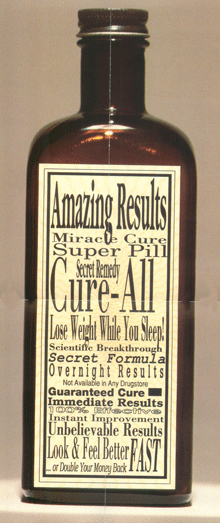 Amazing Results
Miracle Cure
Super Pill
Secret Remedy
Cure-All
Lose Weight While You Sleep!
Scientific Breakthrough
Secret Formula
Overnight Results
Not Available in Any Drugstore
Guaranteed Cure
Immediate Results
100% Effective
Instant Improvement
Unbelievable Results
Look & Feel Better FAST
... or Double Your Money Back